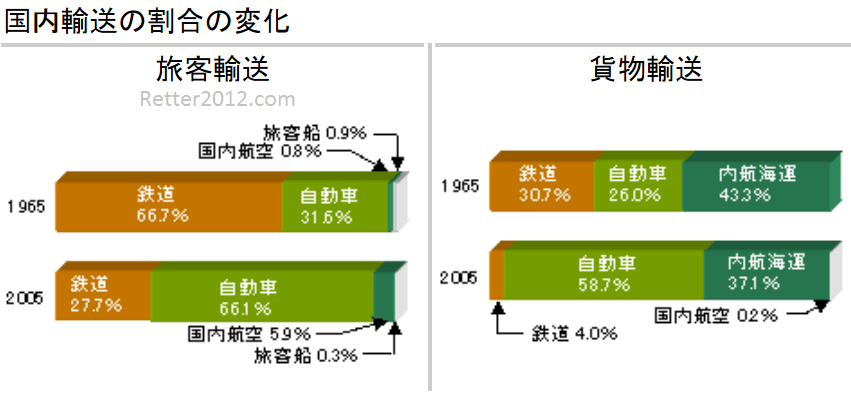 国内輸送の割合の変化
旅客輸送
Retter2012.com
旅客船 0.9%
国内航空 0.8%
1965
鉄道
66.7%
自動車
31.6%
2005
鉄道
27.7%
自動車
66.1%
国内航空 5.9%
旅客船 0.3%
貨物輸送
1965
鉄道
30.7%
自動車
26.0%
内航海運
43.3%
2005
自動車
58.7%
内航海運
37.1%
国内航空 0.2%
鉄道 4.0%